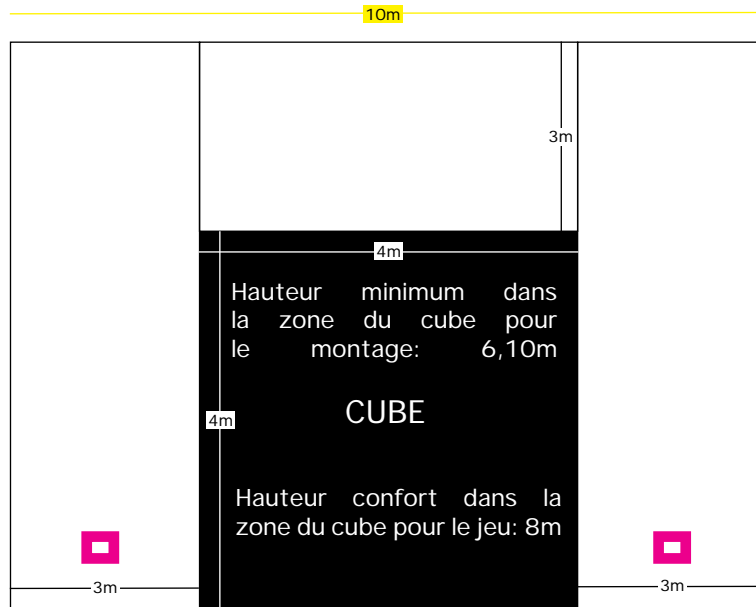 10m
3m
4m
Hauteur minimum dans
la zone du cube pour
le montage: 6,10m
CUBE
4m
Hauteur confort dans la
zone du cube pour le jeu: 8m
3m
3m